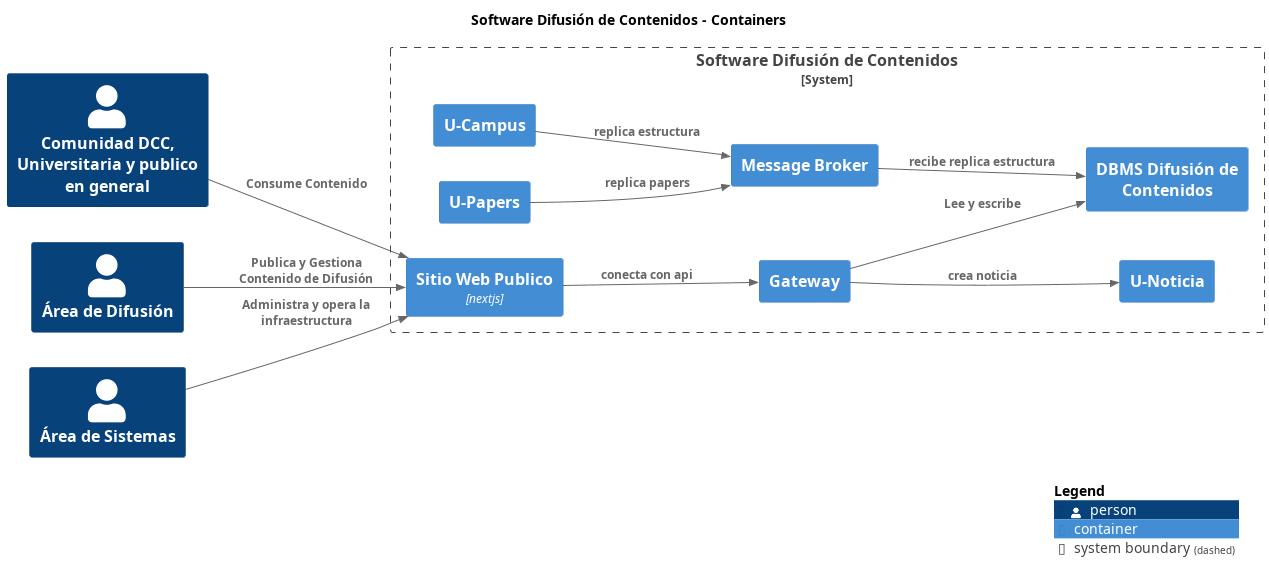 Software Difusión de Contenidos - Containers
Software Difusión de Contenidos
[System]
Comunidad DCC,
Universitaria y publico
en general
Área de Difusión
Área de Sistemas
Consume Contenido
Publica y Gestiona
Contenido de Difusión
Administra y opera la
infraestructura
U-Campus
U-Papers
Sitio Web Publico
[nextjs]
replica estructura
replica papers
conecta con api
Message Broker
Gateway
recibe replica estructura
Lee y escribe
crea noticia
DBMS Difusión de
Contenidos
U-Noticia
Legend
person
container
system boundary (dashed)